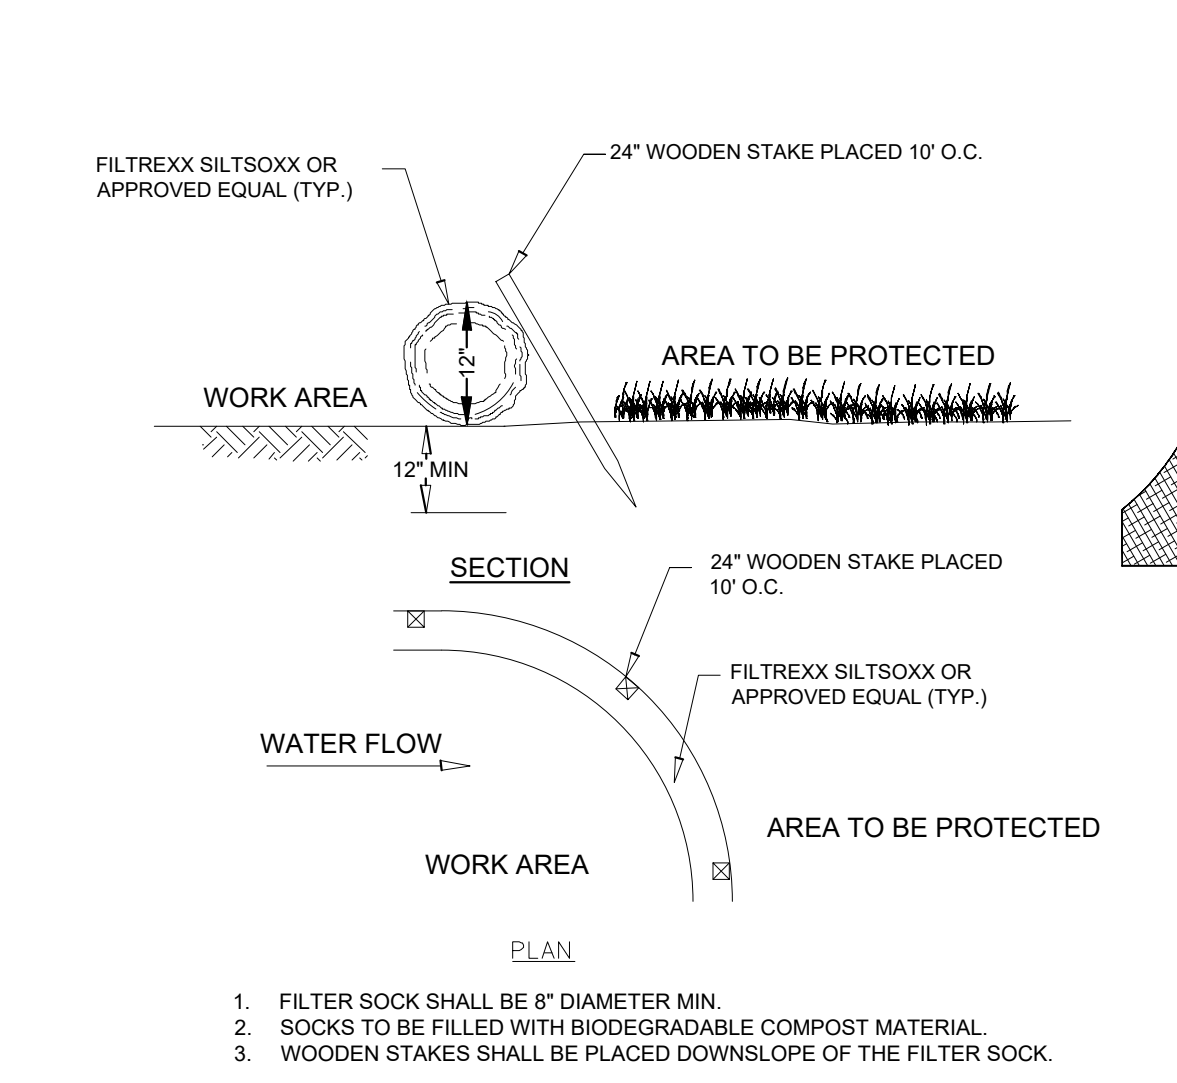 FILTREXX SILTSOXX OR
APPROVED EQUAL (TYP.)
24" WOODEN STAKE PLACED 10' O.C.
12"
AREA TO BE PROTECTED
WORK AREA
12" MIN
SECTION
24" WOODEN STAKE PLACED
10' O.C.
FILTREXX SILTSOXX OR
APPROVED EQUAL (TYP.)
WATER FLOW
AREA TO BE PROTECTED
WORK AREA
PLAN
1. FILTER SOCK SHALL BE 8" DIAMETER MIN.
2. SOCKS TO BE FILLED WITH BIODEGRADABLE COMPOST MATERIAL.
3. WOODEN STAKES SHALL BE PLACED DOWNSLOPE OF THE FILTER SOCK.